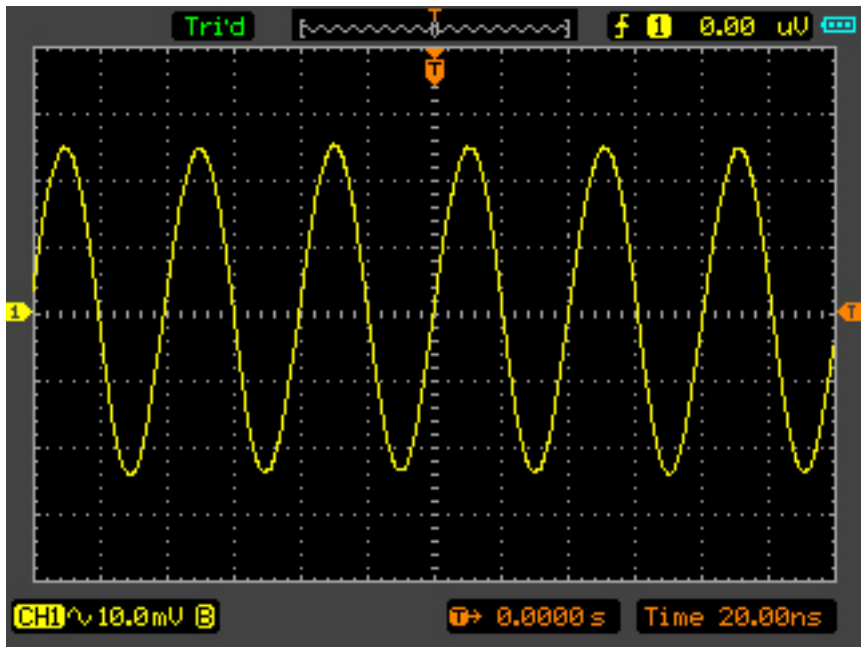 Tri'd T 1 0.00 uV
T
1 T
CH1 10.0mV B T→ 0.0000 s Time 20.00ns